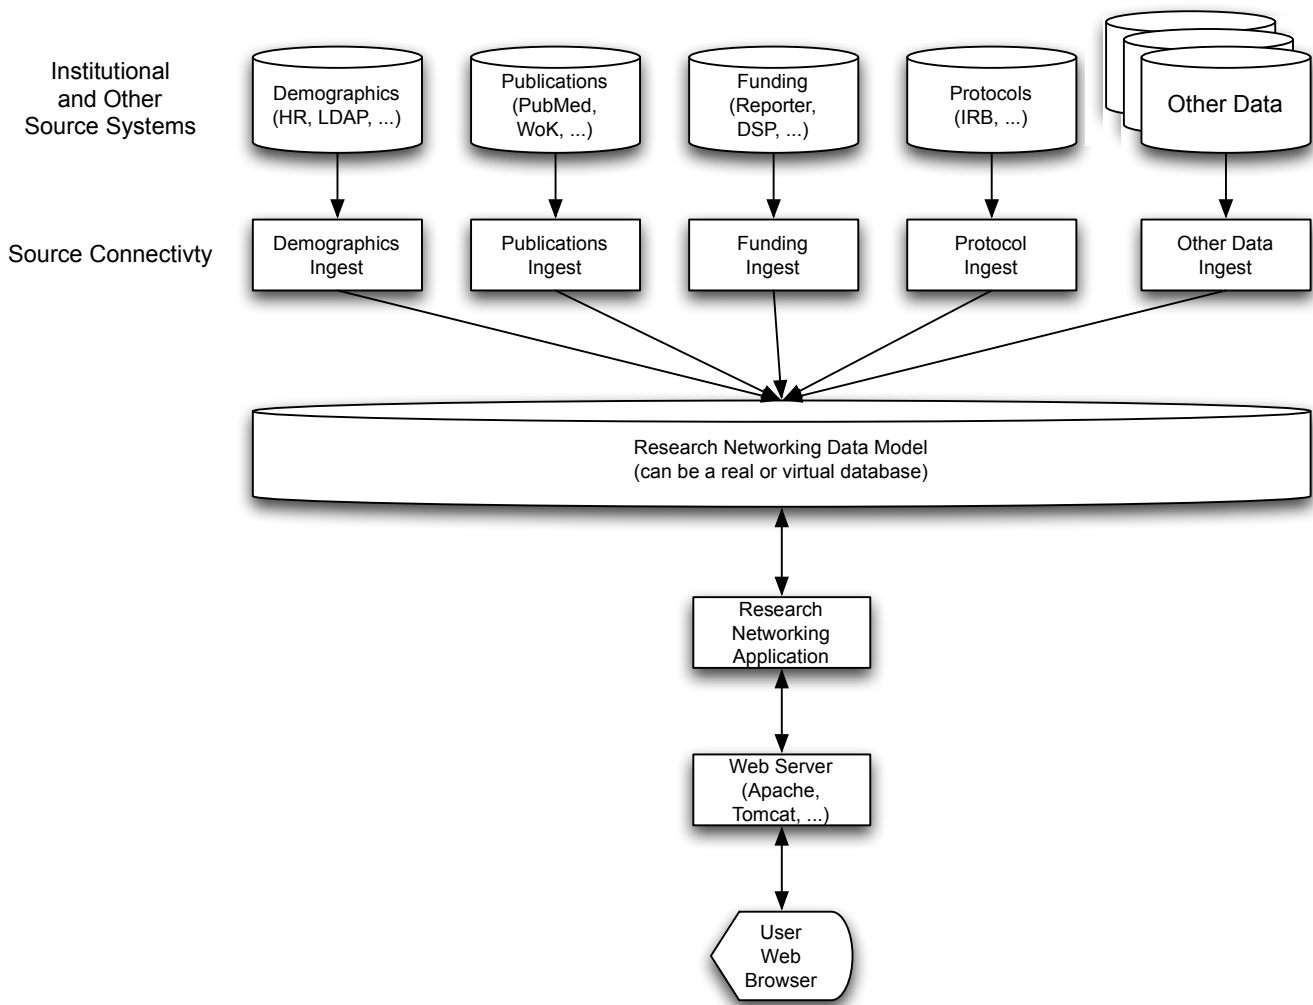 Institutional
and Other
Source Systems
Demographics
(HR, LDAP, ...)
Publications
(PubMed,
WoK, ...)
Funding
(Reporter,
DSP, ...)
Protocols
(IRB, ...)
Other Data
Source Connectivty
Demographics
Ingest
Publications
Ingest
Funding
Ingest
Protocol
Ingest
Other Data
Ingest
Research Networking Data Model
(can be a real or virtual database)
Research
Networking
Application
Web Server
(Apache,
Tomcat, ...)
User
Web
Browser